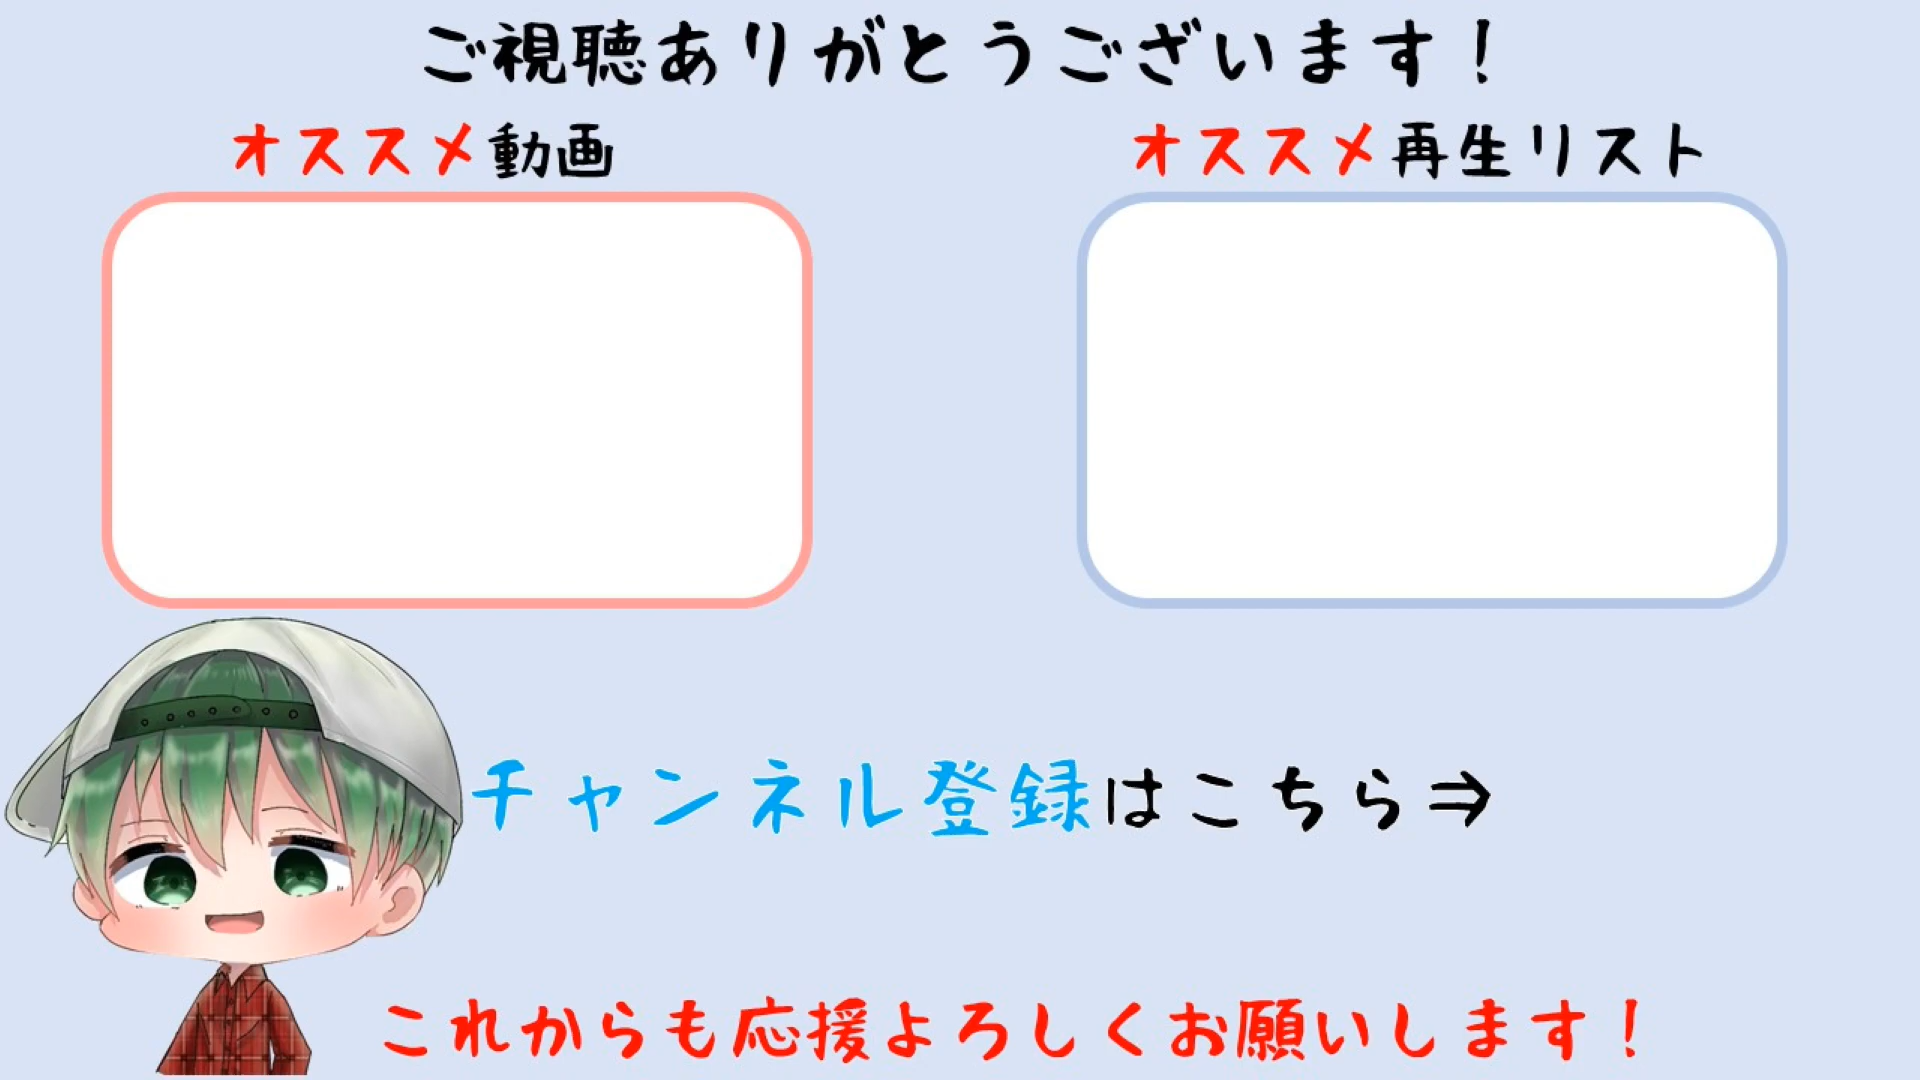 ご視聴ありがとうございます！
オススメ動画
オススメ再生リスト
チャンネル登録はこちら⇒
これからも応援よろしくお願いします！